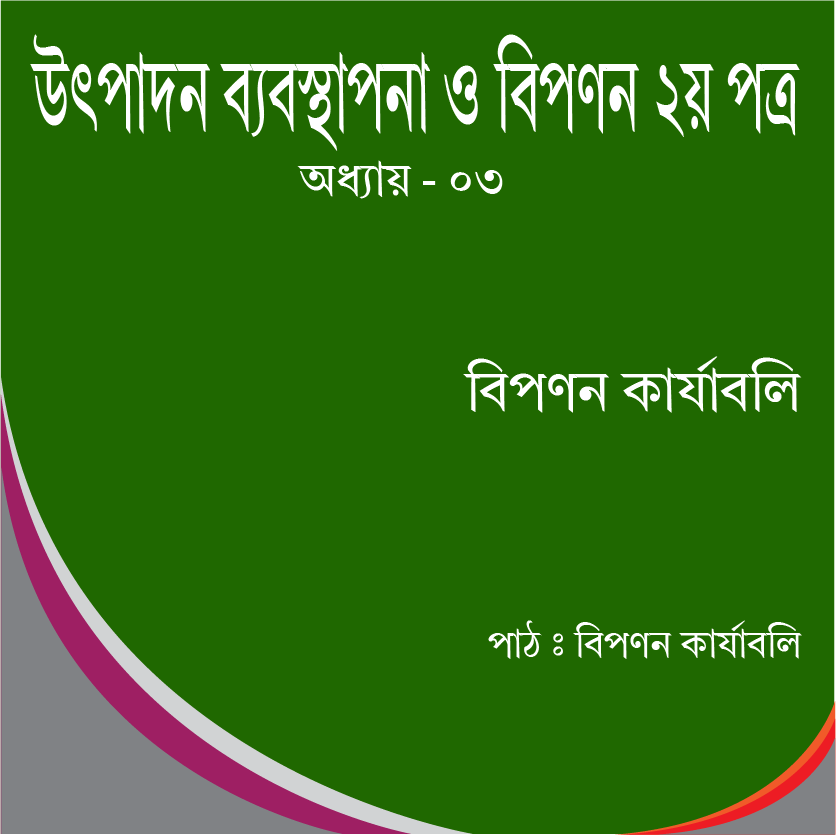 উৎপাদন ব্যবস্থাপনা ও বিপণন ২য় পত্র
অধ্যায় - ০৩
বিপণন কার্যাবলি
পাঠ ঃ বিপণন কার্যাবলি